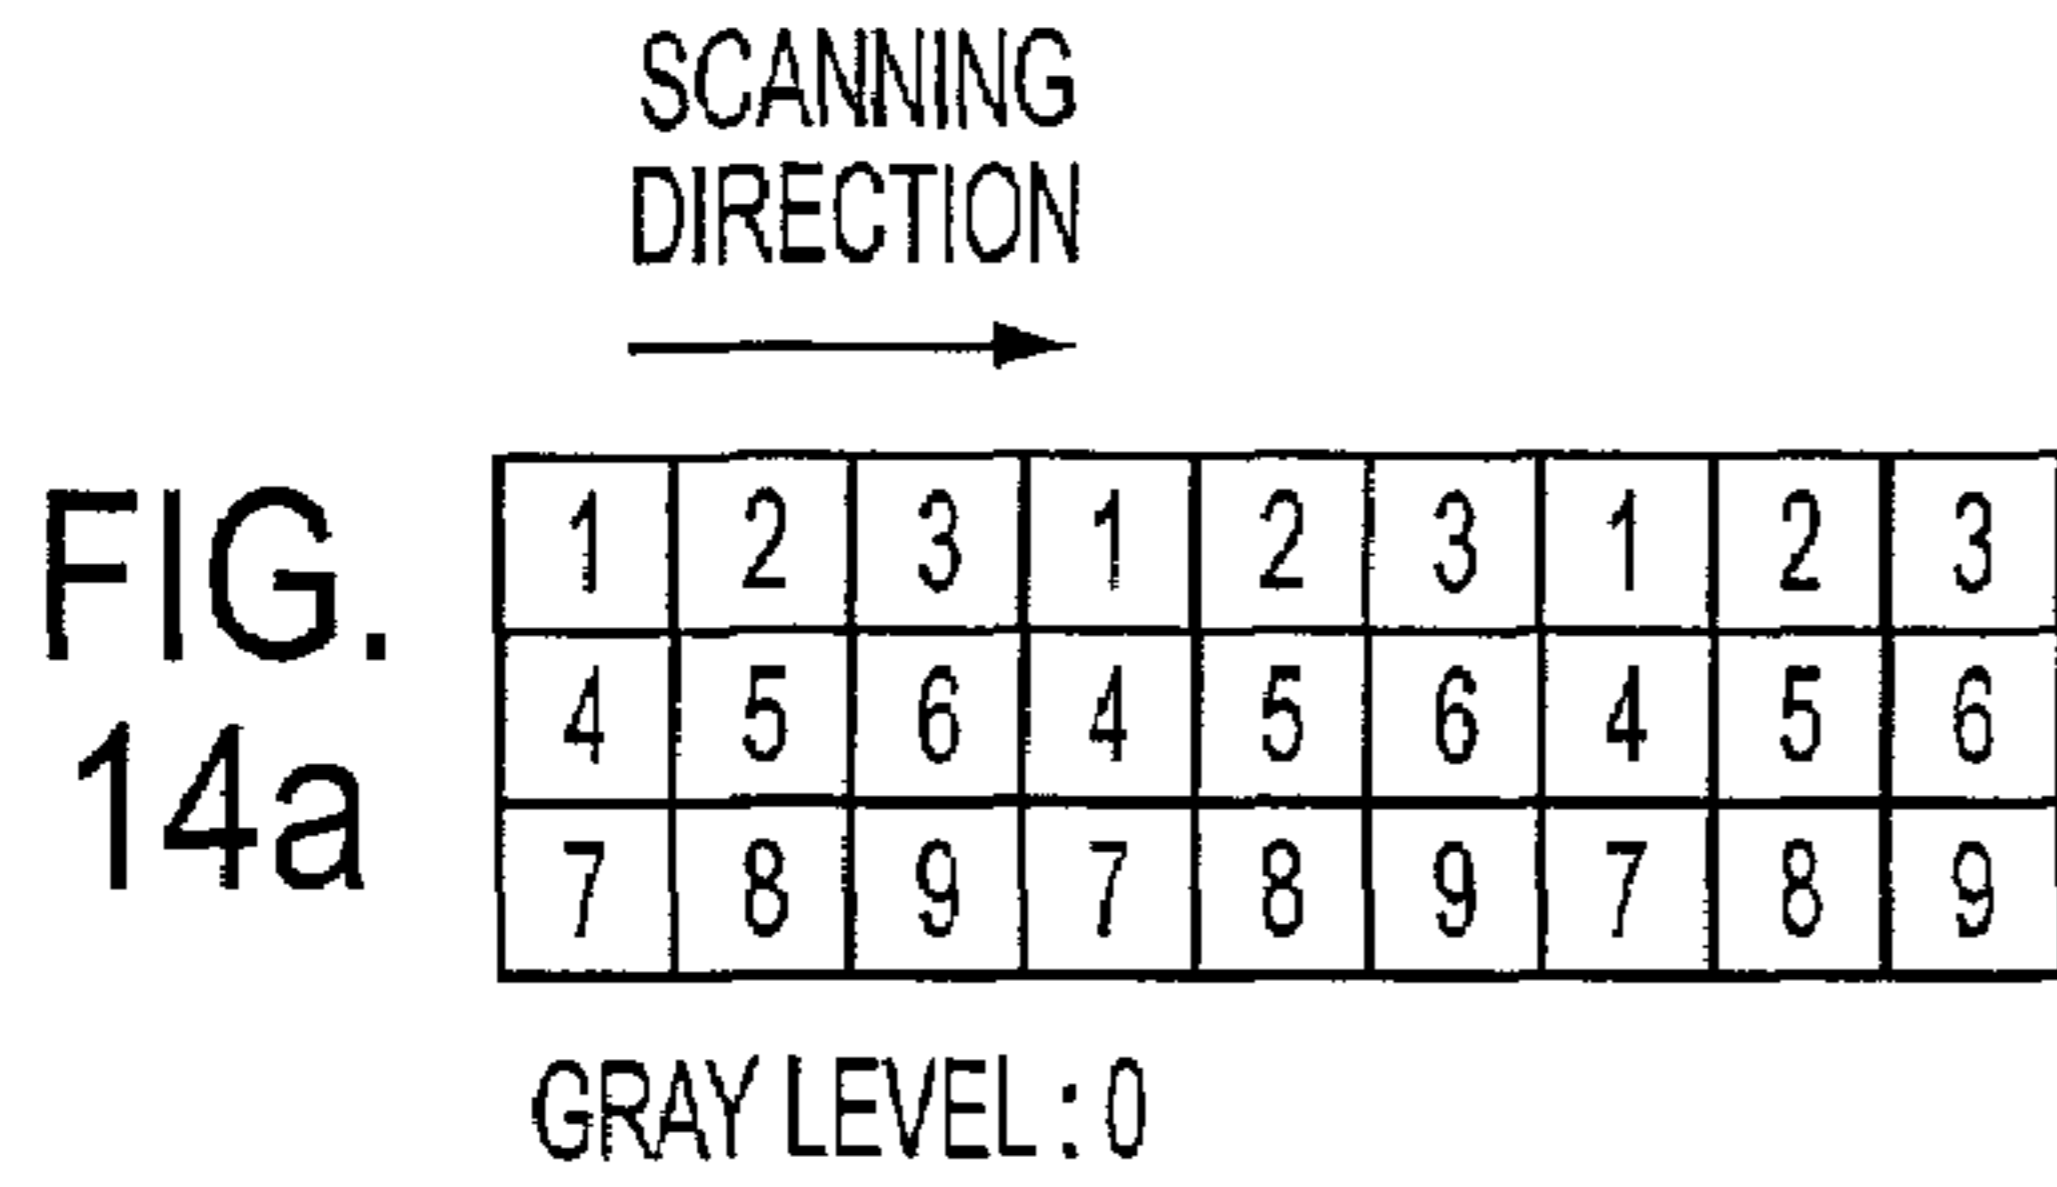 SCANNING
DIRECTION
FIG.
14a
1 2 3 1 2 3 1 2 3
4 5 6 4 5 6 4 5 6
7 8 9 7 8 9 7 8 9
GRAY LEVEL : 0